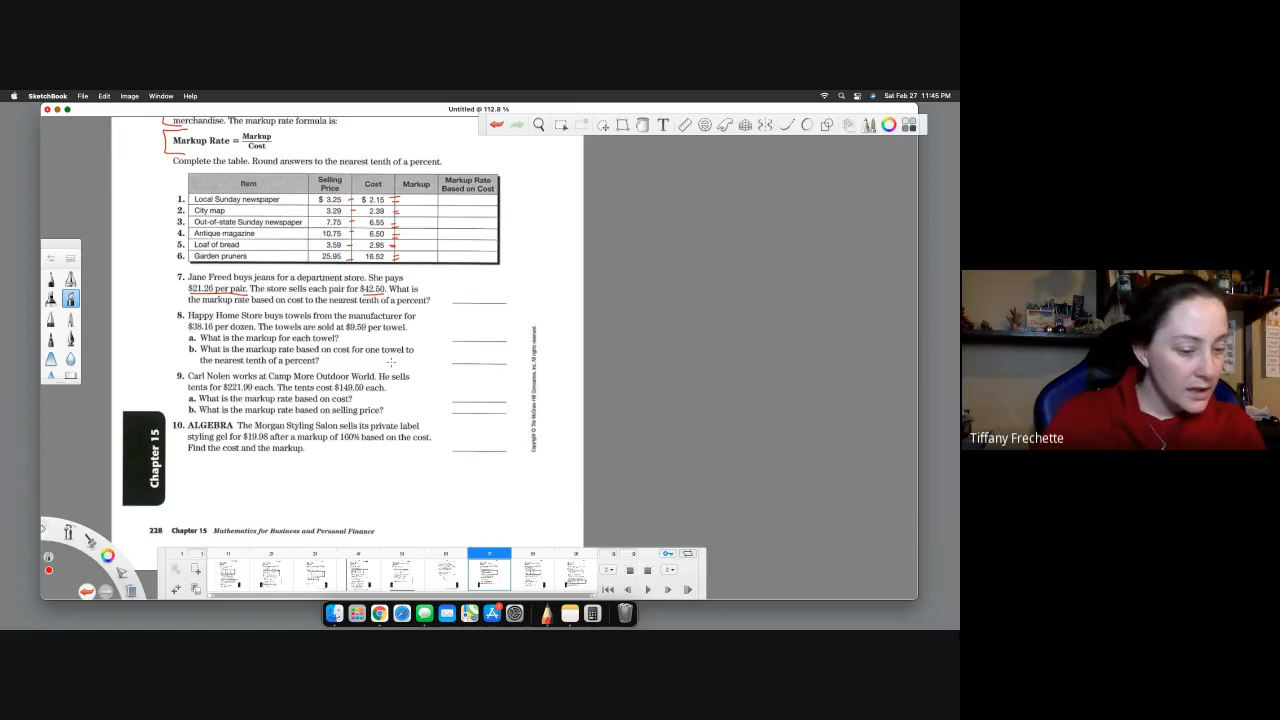 SketchBook File Edit Image Window Help
Sat Feb 27 11:45 PM
Untitled @ 112.8 %
merchandise. The markup rate formula is:
Markup Rate = Markup
Cost
Complete the table. Round answers to the nearest tenth of a percent.
Item Selling Price Cost Markup Markup Rate Based on Cost
1. Local Sunday newspaper $ 3.25 $ 2.15
2. City map 3.29 2.39
3. Out-of-state Sunday newspaper 7.75 6.55
4. Antique magazine 10.75 6.50
5. Loaf of bread 3.59 2.95
6. Garden pruners 25.95 16.52
7. Jane Freed buys jeans for a department store. She pays
$21.26 per pair. The store sells each pair for $42.50. What is
the markup rate based on cost to the nearest tenth of a percent?
8. Happy Home Store buys towels from the manufacturer for
$38.16 per dozen. The towels are sold at $9.59 per towel.
a. What is the markup for each towel?
b. What is the markup rate based on cost for one towel to
the nearest tenth of a percent?
9. Carl Nolen works at Camp More Outdoor World. He sells
tents for $221.99 each. The tents cost $149.59 each.
a. What is the markup rate based on cost?
b. What is the markup rate based on selling price?
10. ALGEBRA The Morgan Styling Salon sells its private label
styling gel for $19.98 after a markup of 160% based on the cost.
Find the cost and the markup.
Copyright © The McGraw-Hill Companies, Inc. All rights reserved.
Chapter 15
228 Chapter 15 Mathematics for Business and Personal Finance
Tiffany Frechette